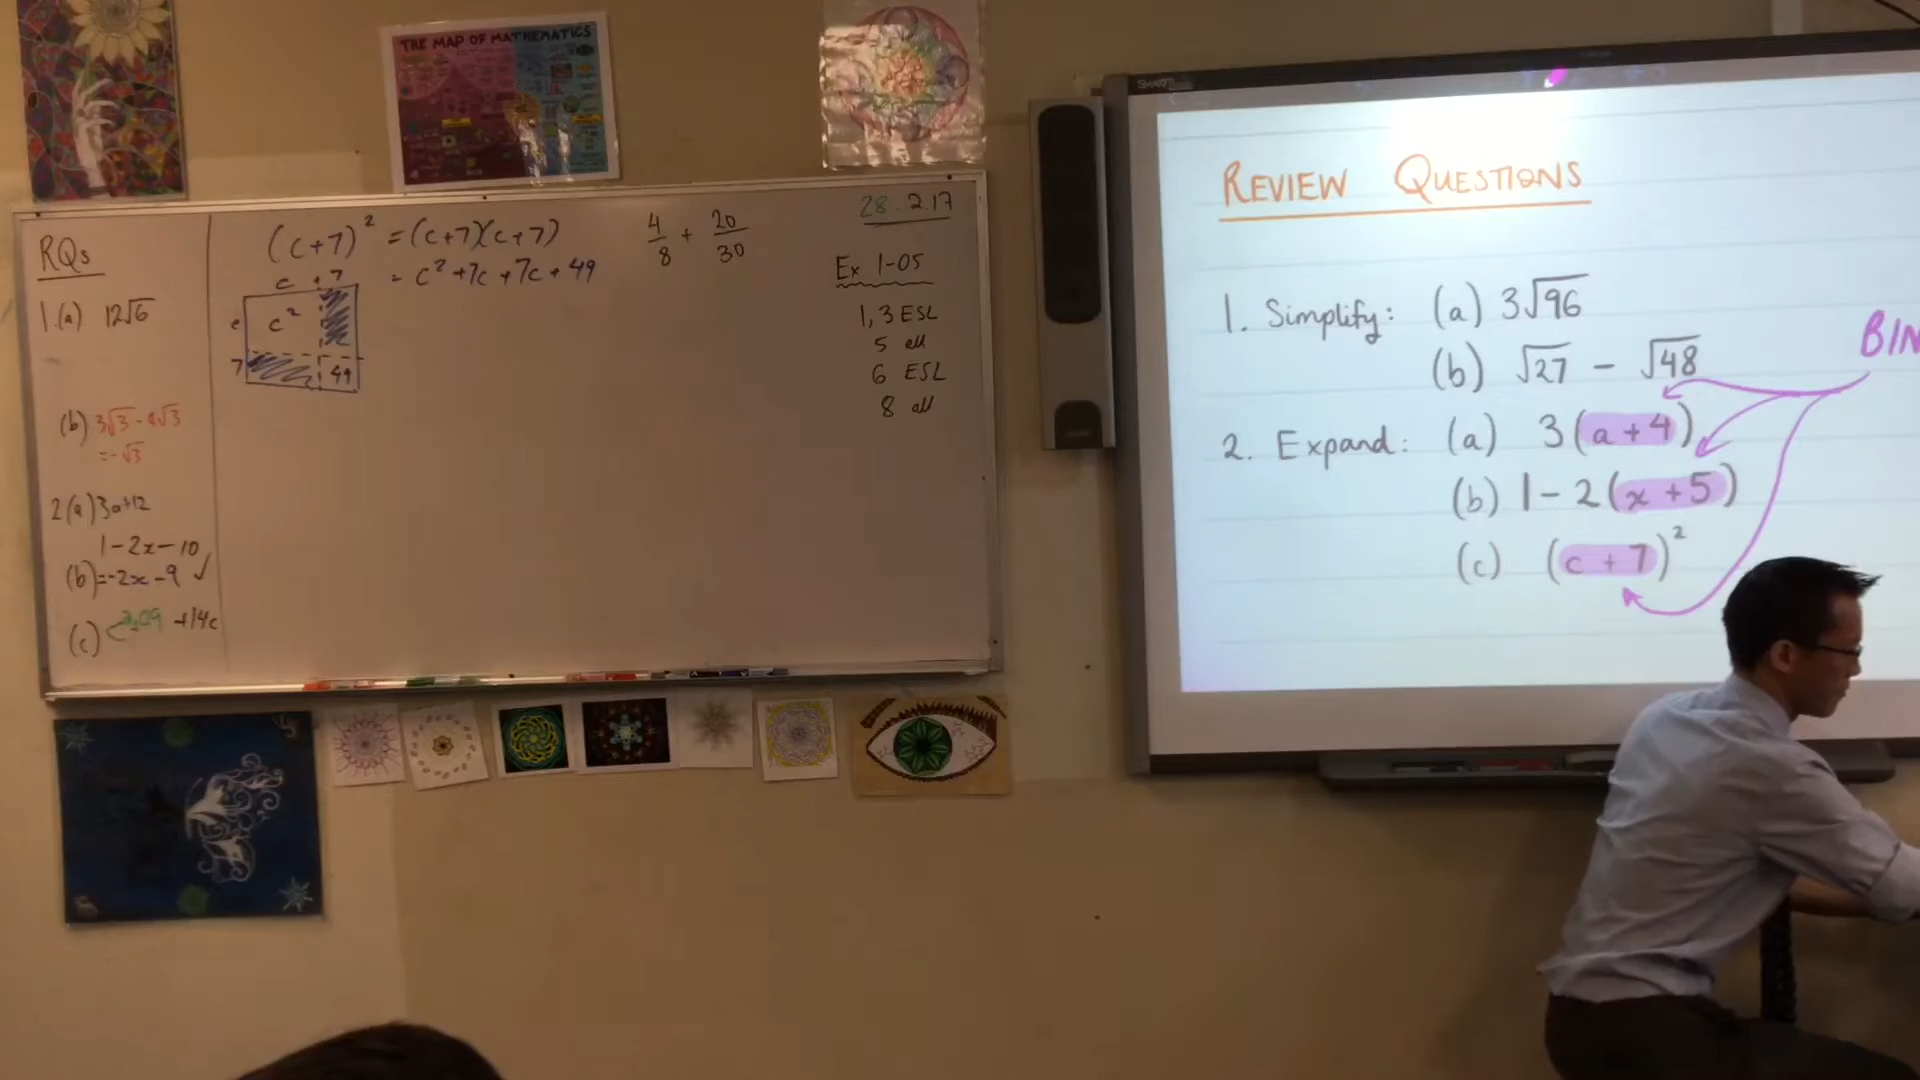 THE MAP OF MATHEMATICS
RQs
1.(a) 12√6
(b) 3√3 - 4√3
= -√3
2(a) 3a+12
1-2x-10
(b) = -2x-9 ✓
(c) +14c
(c+7)² = (c+7)(c+7)
= c² +7c +7c +49
c + 7
c c²
7 49
4/8 + 20/30
28.2.17
Ex 1-05
1, 3 ESL
5 all
6 ESL
8 all
REVIEW QUESTIONS
1. Simplify: (a) 3√96
(b) √27 - √48
BIN
2. Expand: (a) 3(a+4)
(b) 1-2(x+5)
(c) (c+7)²